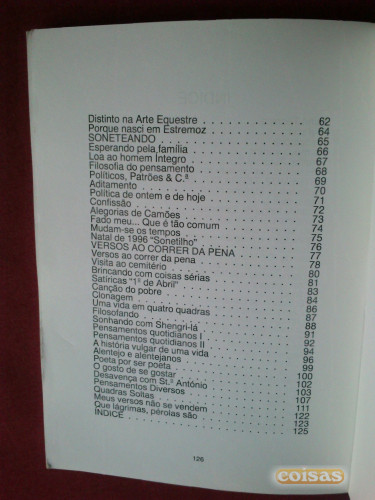 Distinto na Arte Equestre 62
Porque nasci em Estremoz 64
SONETEANDO 65
Esperando pela família 66
Loa ao homem Íntegro 67
Filosofia do pensamento 68
Políticos, Patrões & C.ª 69
Aditamento 70
Política de ontem e de hoje 71
Confissão 72
Alegorias de Camões 73
Fado meu... Que é tão comum 74
Mudam-se os tempos 75
Natal de 1996 "Sonetilho" 76
VERSOS AO CORRER DA PENA 77
Versos ao correr da pena 78
Visita ao cemitério 80
Brincando com coisas sérias 81
Satíricas "1º de Abril" 83
Canção do pobre 84
Clonagem 86
Uma vida em quatro quadras 87
Filosofando 88
Sonhando com Shengri-lá 91
Pensamentos quotidianos I 92
Pensamentos quotidianos II 94
A história vulgar de uma vida 96
Alentejo e alentejanos 99
Poeta por ser poéta 100
O gosto de se gostar 102
Desavença com St.º António 103
Pensamentos Diversos 107
Quadras Soltas 111
Meus versos não se vendem 122
Que lágrimas, pérolas são 123
ÍNDICE 125
126
coisas